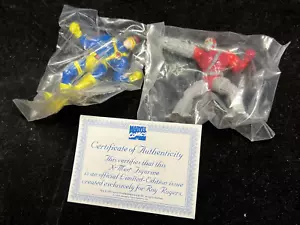 MARVEL
COMICS
Certificate of Authenticity
This certifies that this
X-Men Figurine
is an official Limited-Edition issue
created exclusively for Roy Rogers.